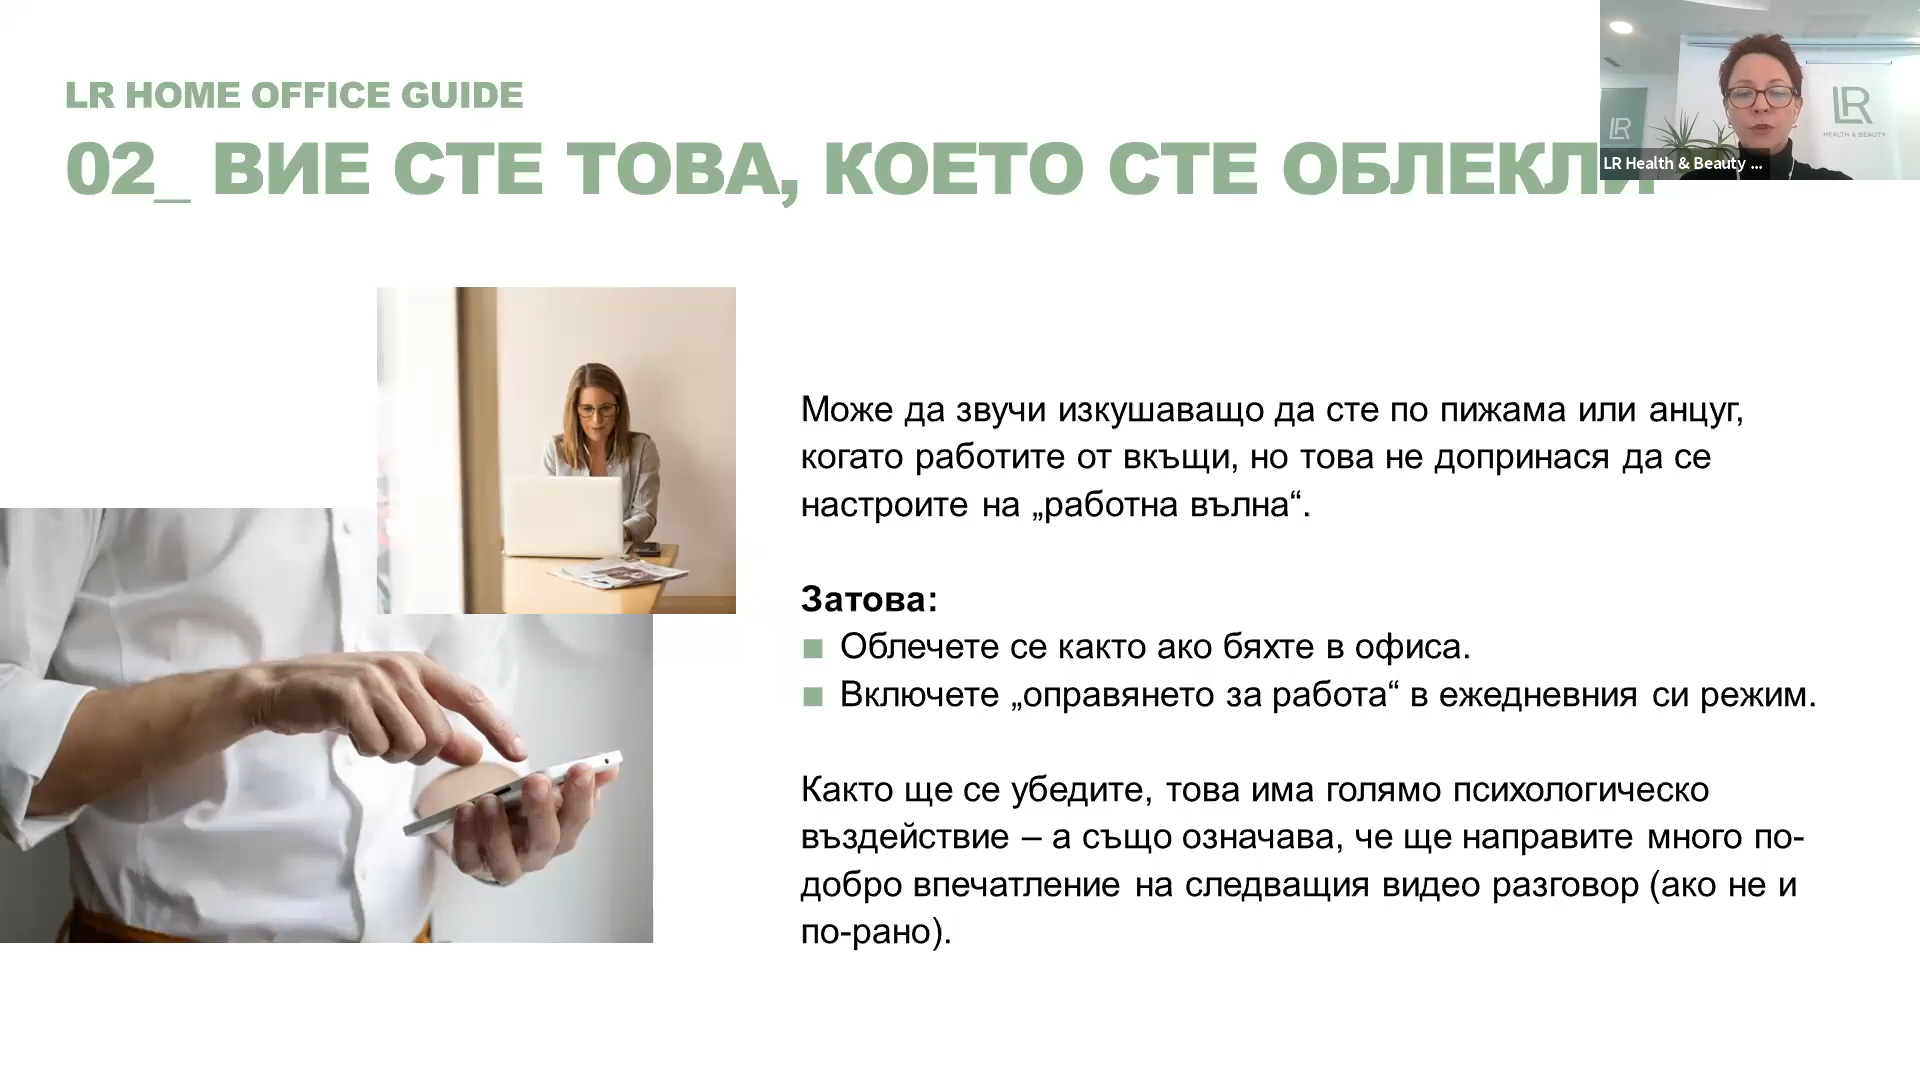 LR HOME OFFICE GUIDE
02_ ВИЕ СТЕ ТОВА, КОЕТО СТЕ ОБЛЕКЛИ
LR
LR
HEALTH & BEAUTY
LR Health & Beauty ...
Може да звучи изкушаващо да сте по пижама или анцуг,
когато работите от вкъщи, но това не допринася да се
настроите на „работна вълна“.
Затова:
■ Облечете се както ако бяхте в офиса.
■ Включете „оправянето за работа“ в ежедневния си режим.
Както ще се убедите, това има голямо психологическо
въздействие – а също означава, че ще направите много по-
добро впечатление на следващия видео разговор (ако не и
по-рано).